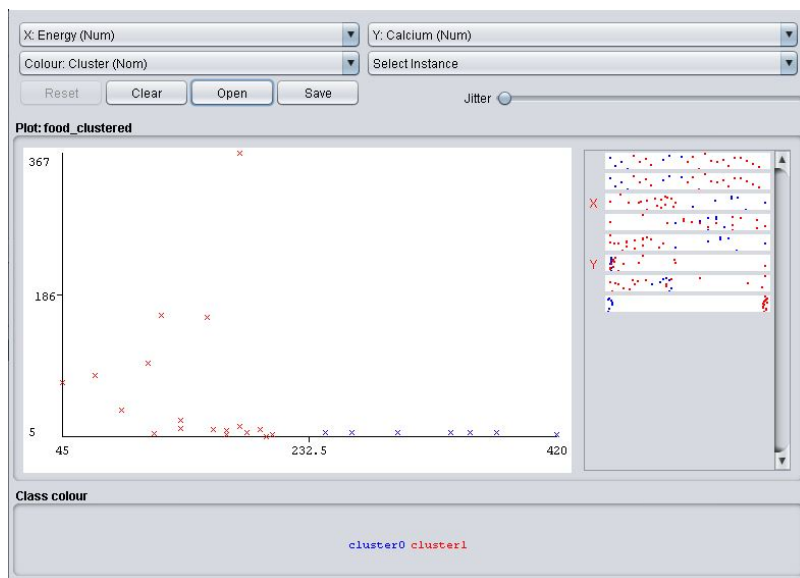 X: Energy (Num) Y: Calcium (Num)
Colour: Cluster (Nom) Select Instance
Reset Clear Open Save Jitter
Plot: food_clustered
367
X
Y
186
5
45 232.5 420
Class colour
cluster0 cluster1